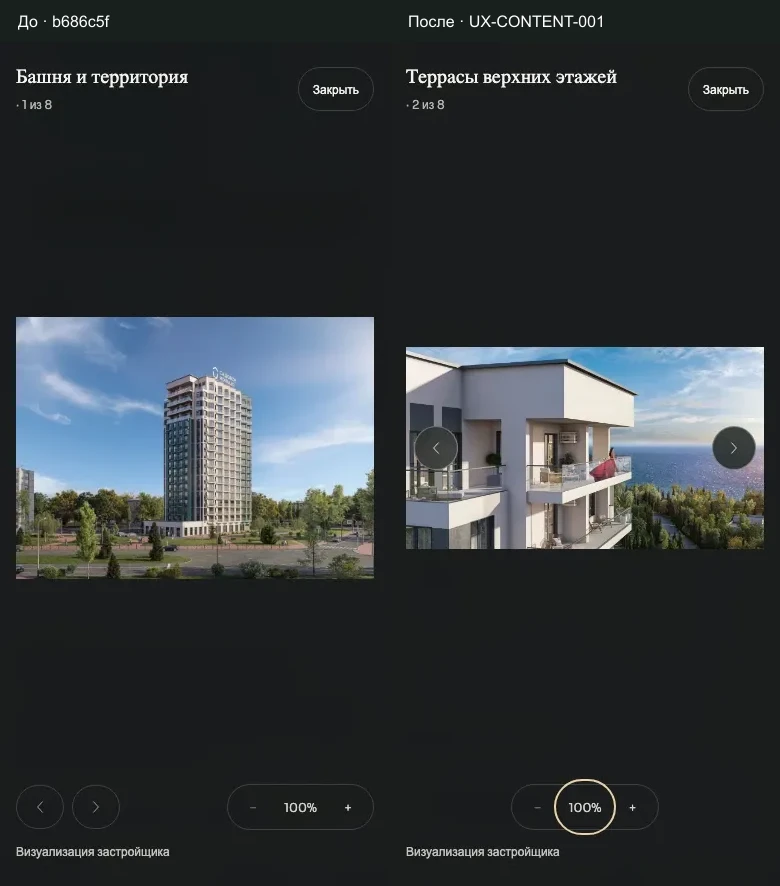 До · b686c5f
Башня и территория
· 1 из 8
Закрыть
− 100% +
Визуализация застройщика
После · UX-CONTENT-001
Террасы верхних этажей
· 2 из 8
Закрыть
− 100% +
Визуализация застройщика